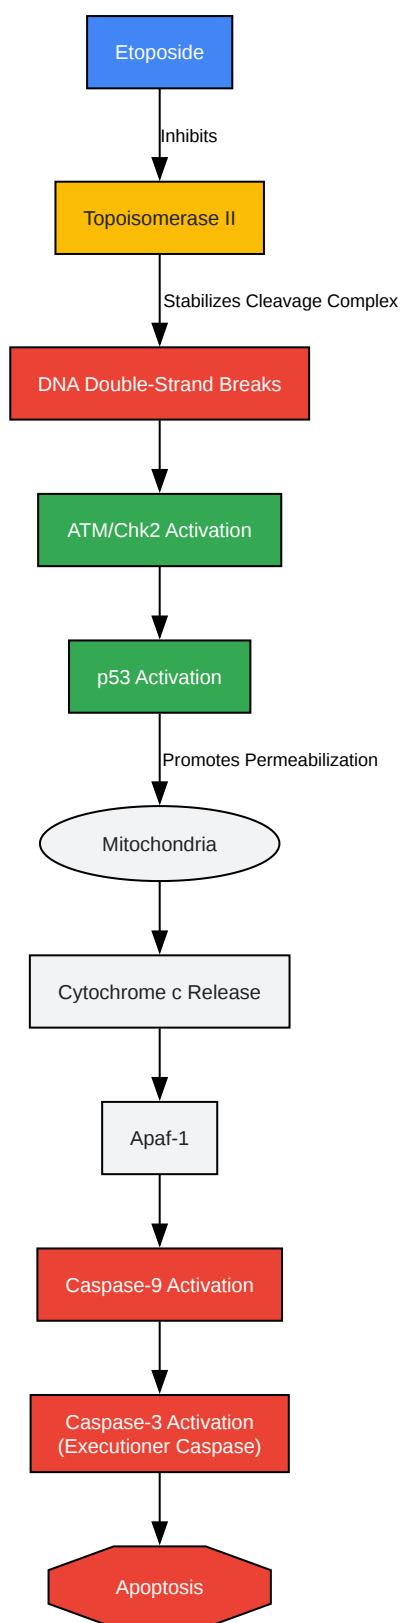 Etoposide
Inhibits
Topoisomerase II
Stabilizes Cleavage Complex
DNA Double-Strand Breaks
ATM/Chk2 Activation
p53 Activation
Promotes Permeabilization
Mitochondria
Cytochrome c Release
Apaf-1
Caspase-9 Activation
Caspase-3 Activation
(Executioner Caspase)
Apoptosis